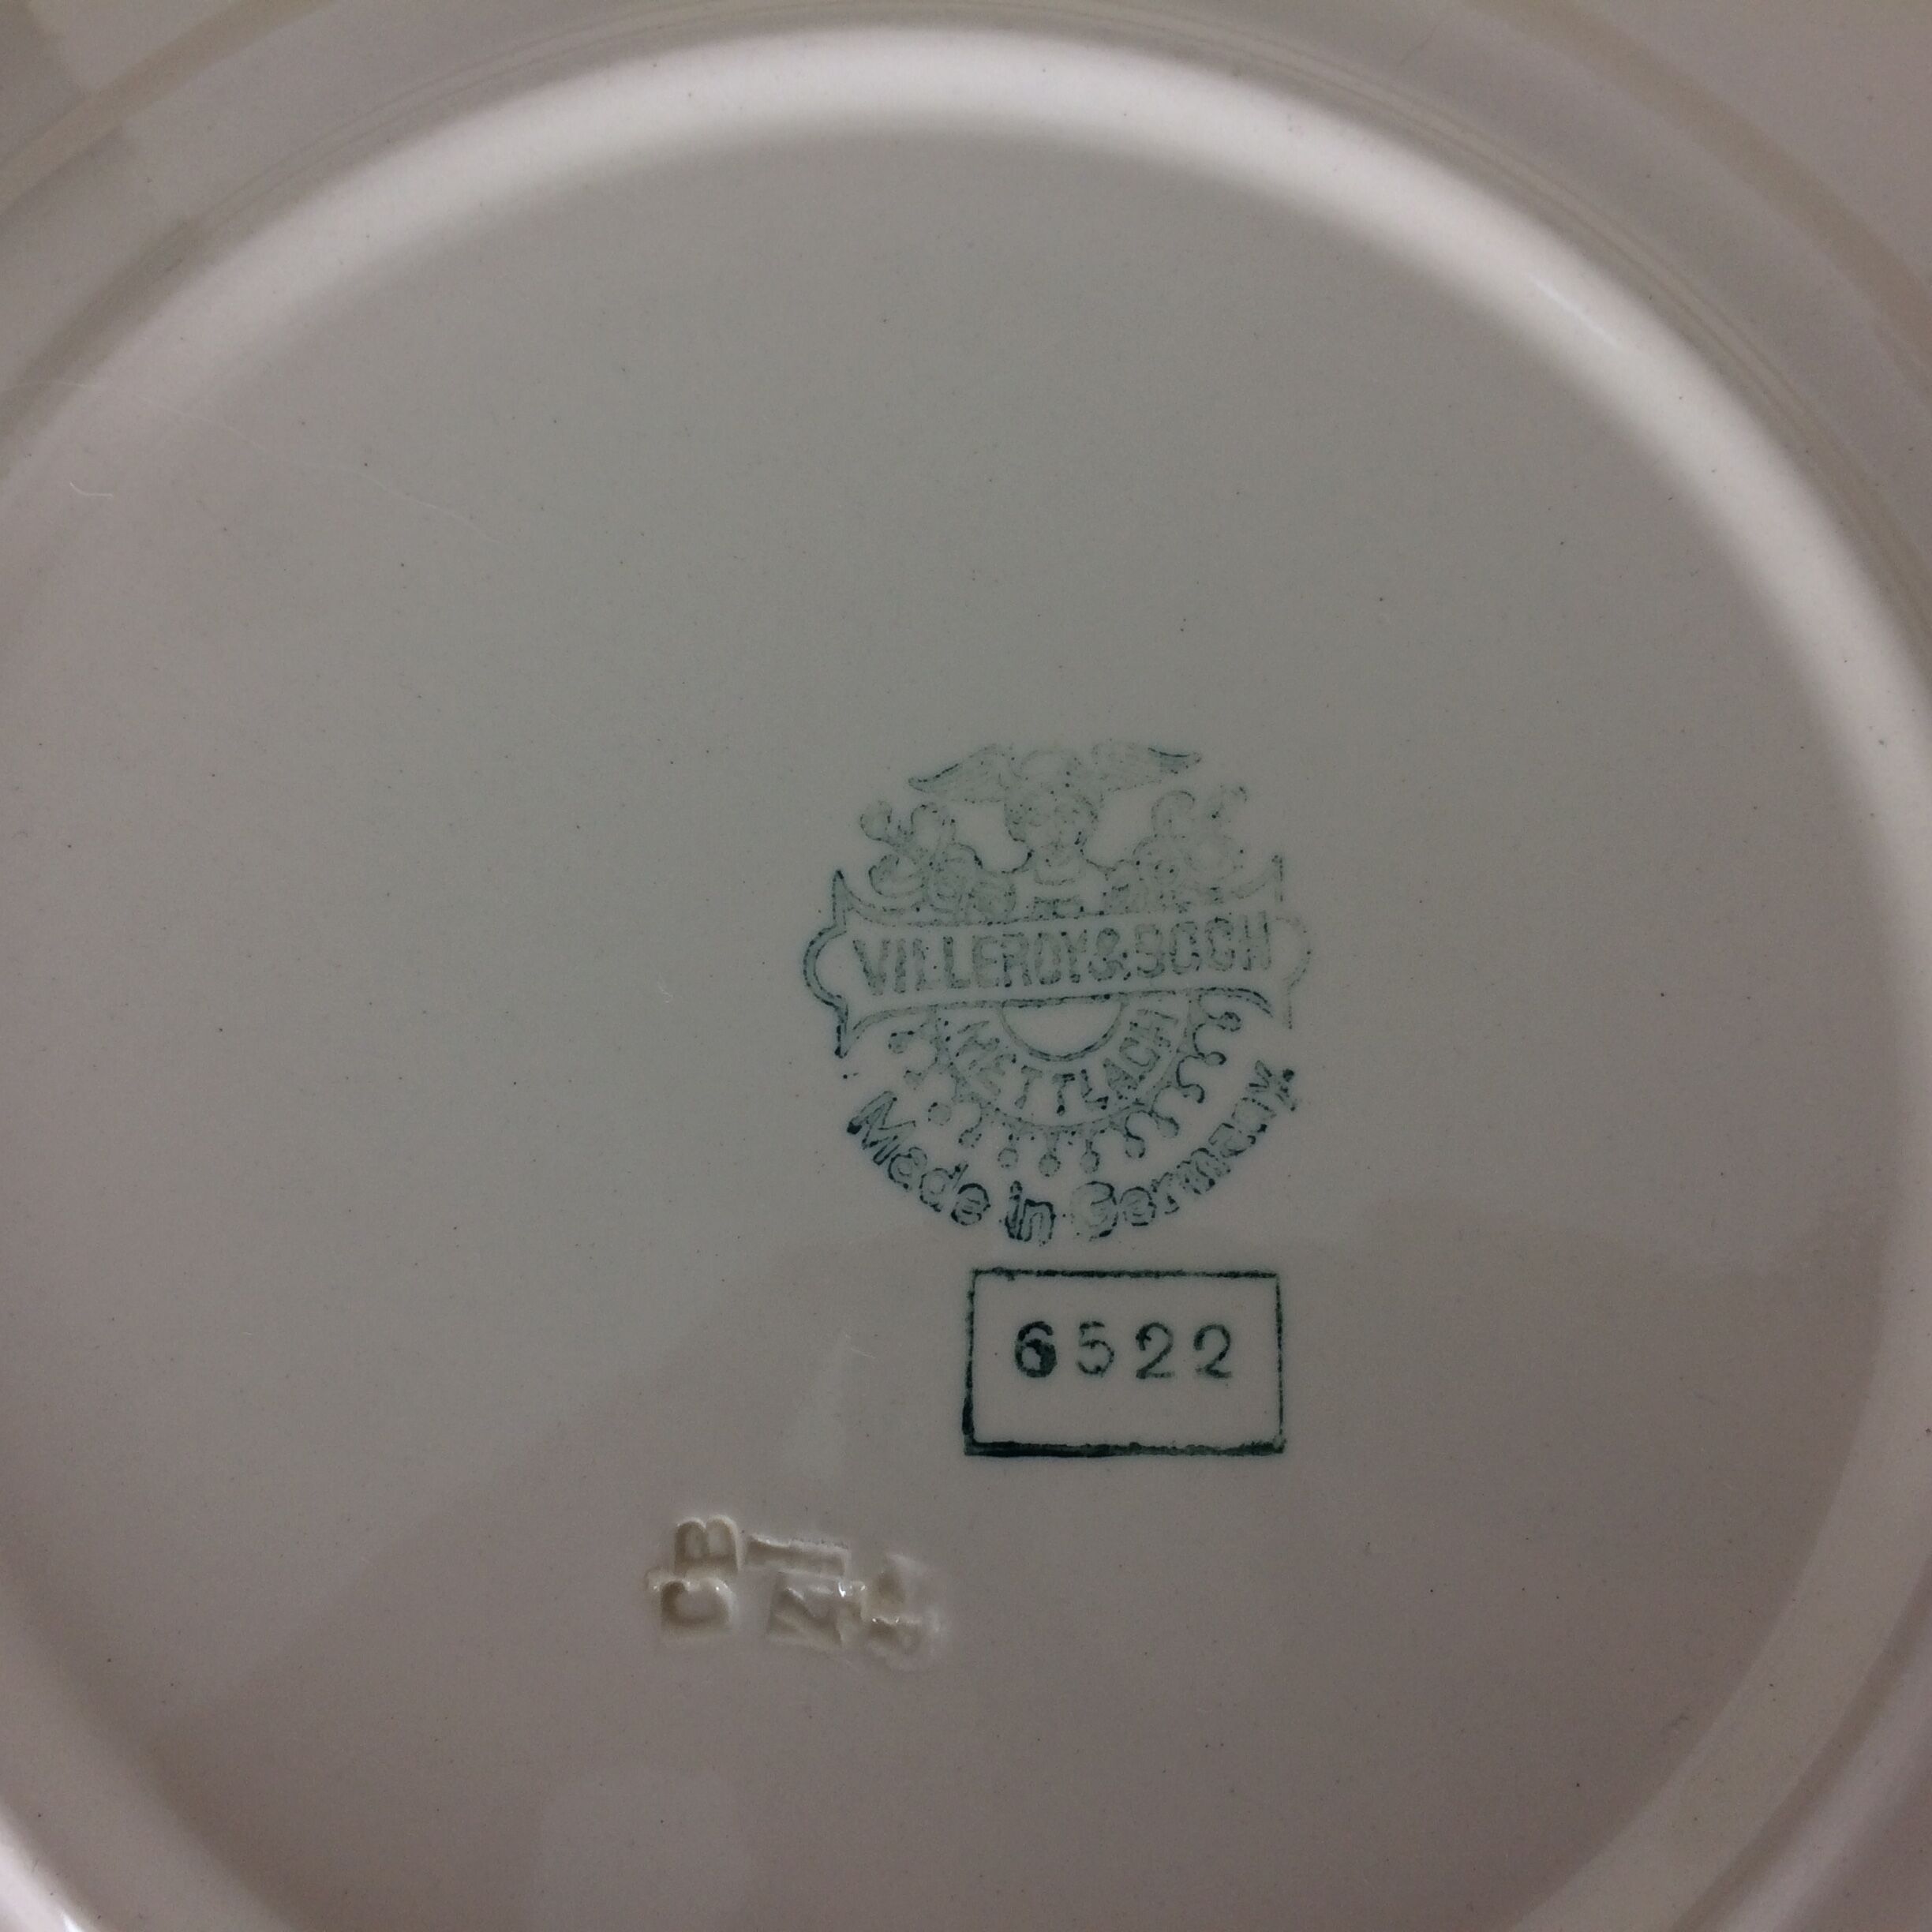 VILLEROY & BOCH
METTLACH
Made in Germany.
6522